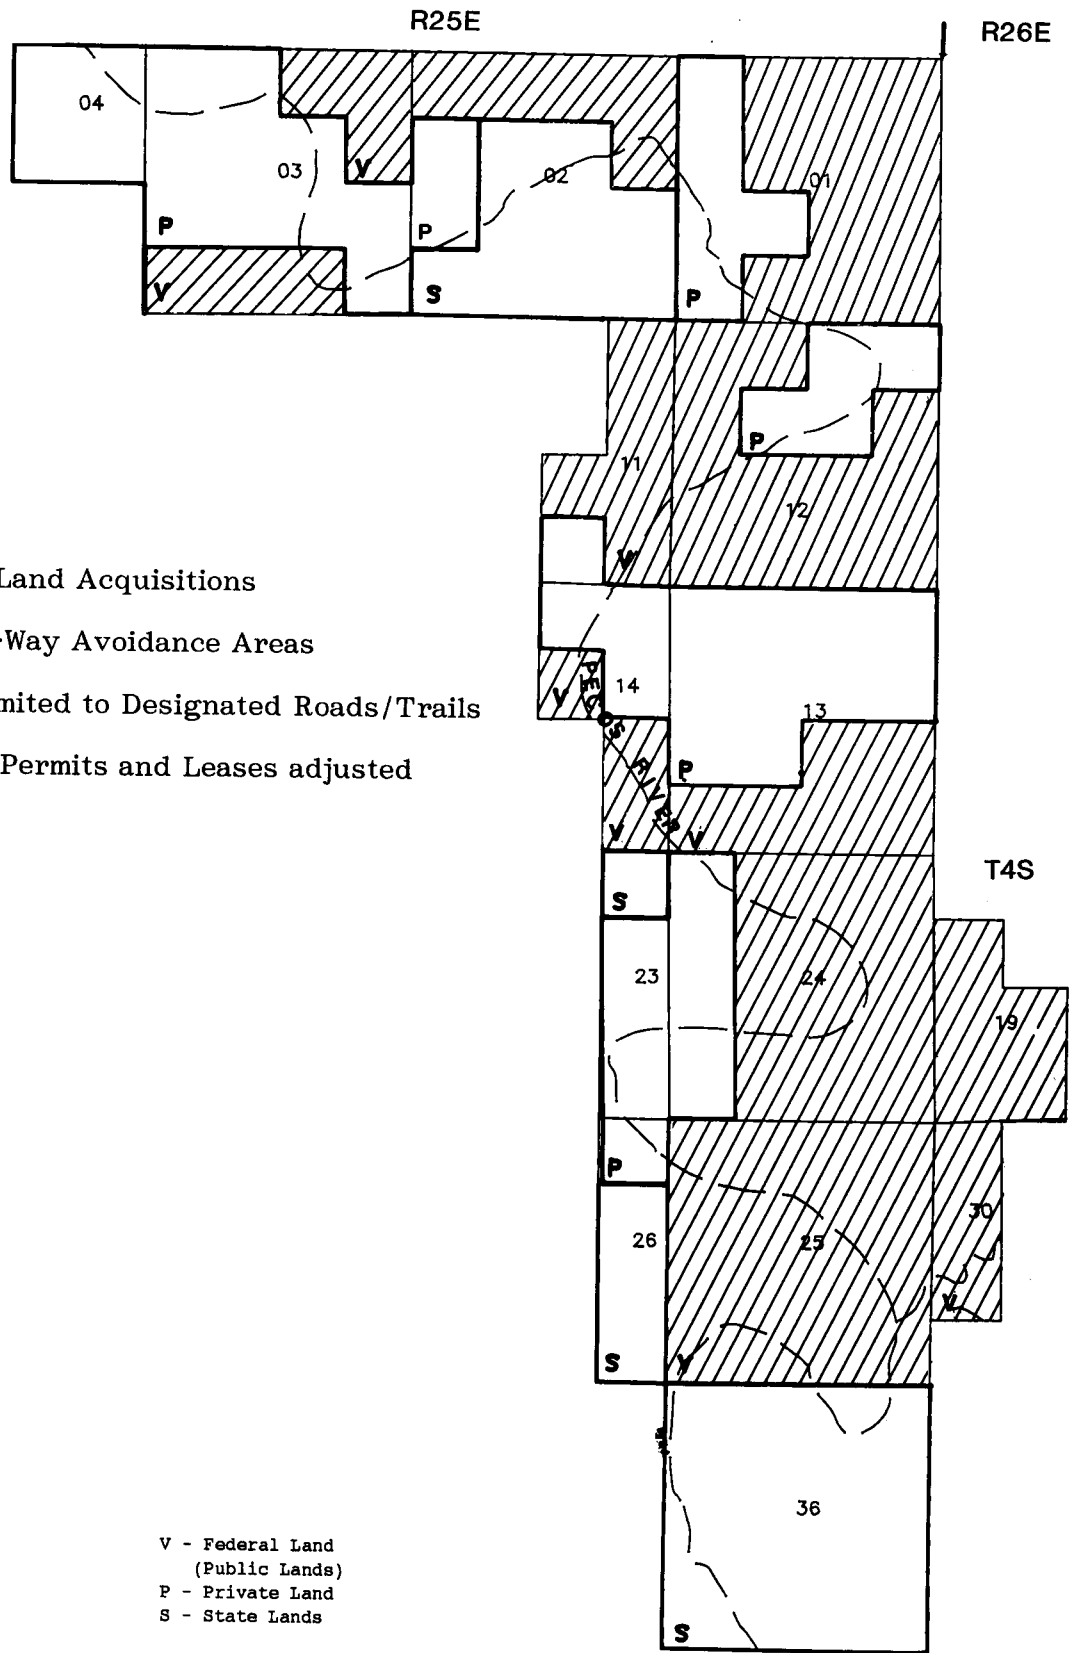 R25E
R26E
04
03
V
02
01
P
P
V
S
P
P
11
12
V
Land Acquisitions
-Way Avoidance Areas
mited to Designated Roads/Trails
Permits and Leases adjusted
V
14
13
PECOS RIVER
P
V
V
T4S
S
23
24
19
P
30
26
25
V
S
V
36
S
V - Federal Land
(Public Lands)
P - Private Land
S - State Lands